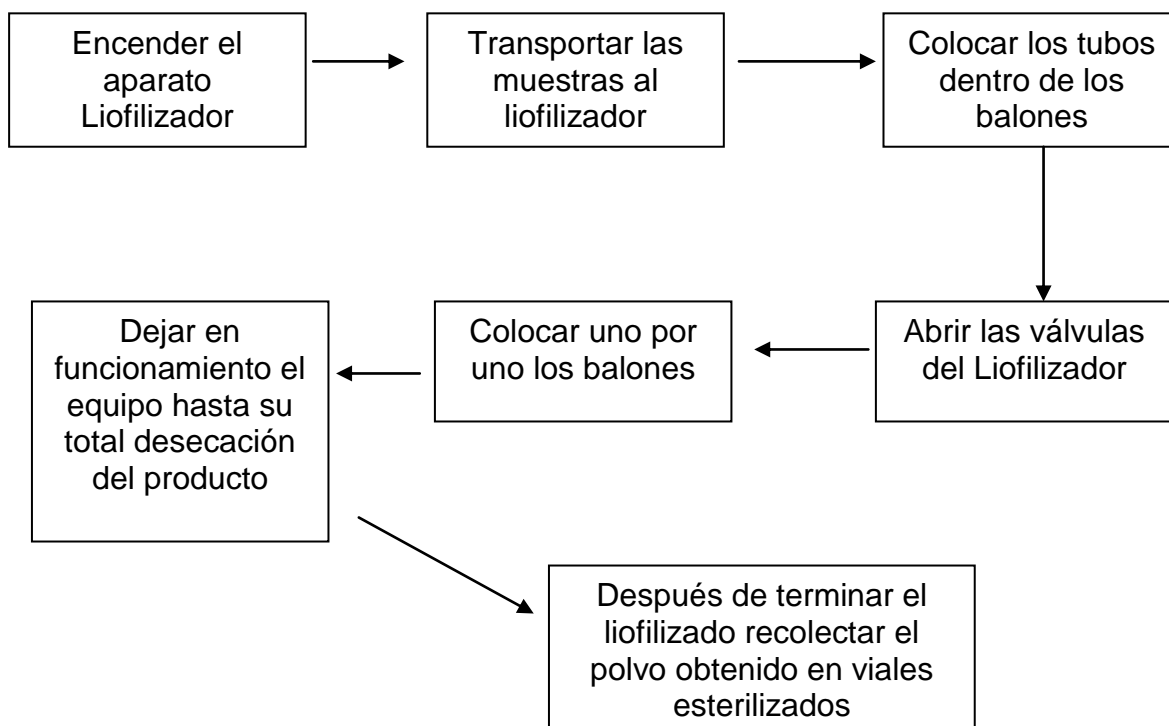 Encender el
aparato
Liofilizador
Transportar las
muestras al
liofilizador
Colocar los tubos
dentro de los
balones
Abrir las válvulas
del Liofilizador
Colocar uno por
uno los balones
Dejar en
funcionamiento el
equipo hasta su
total desecación
del producto
Después de terminar el
liofilizado recolectar el
polvo obtenido en viales
esterilizados